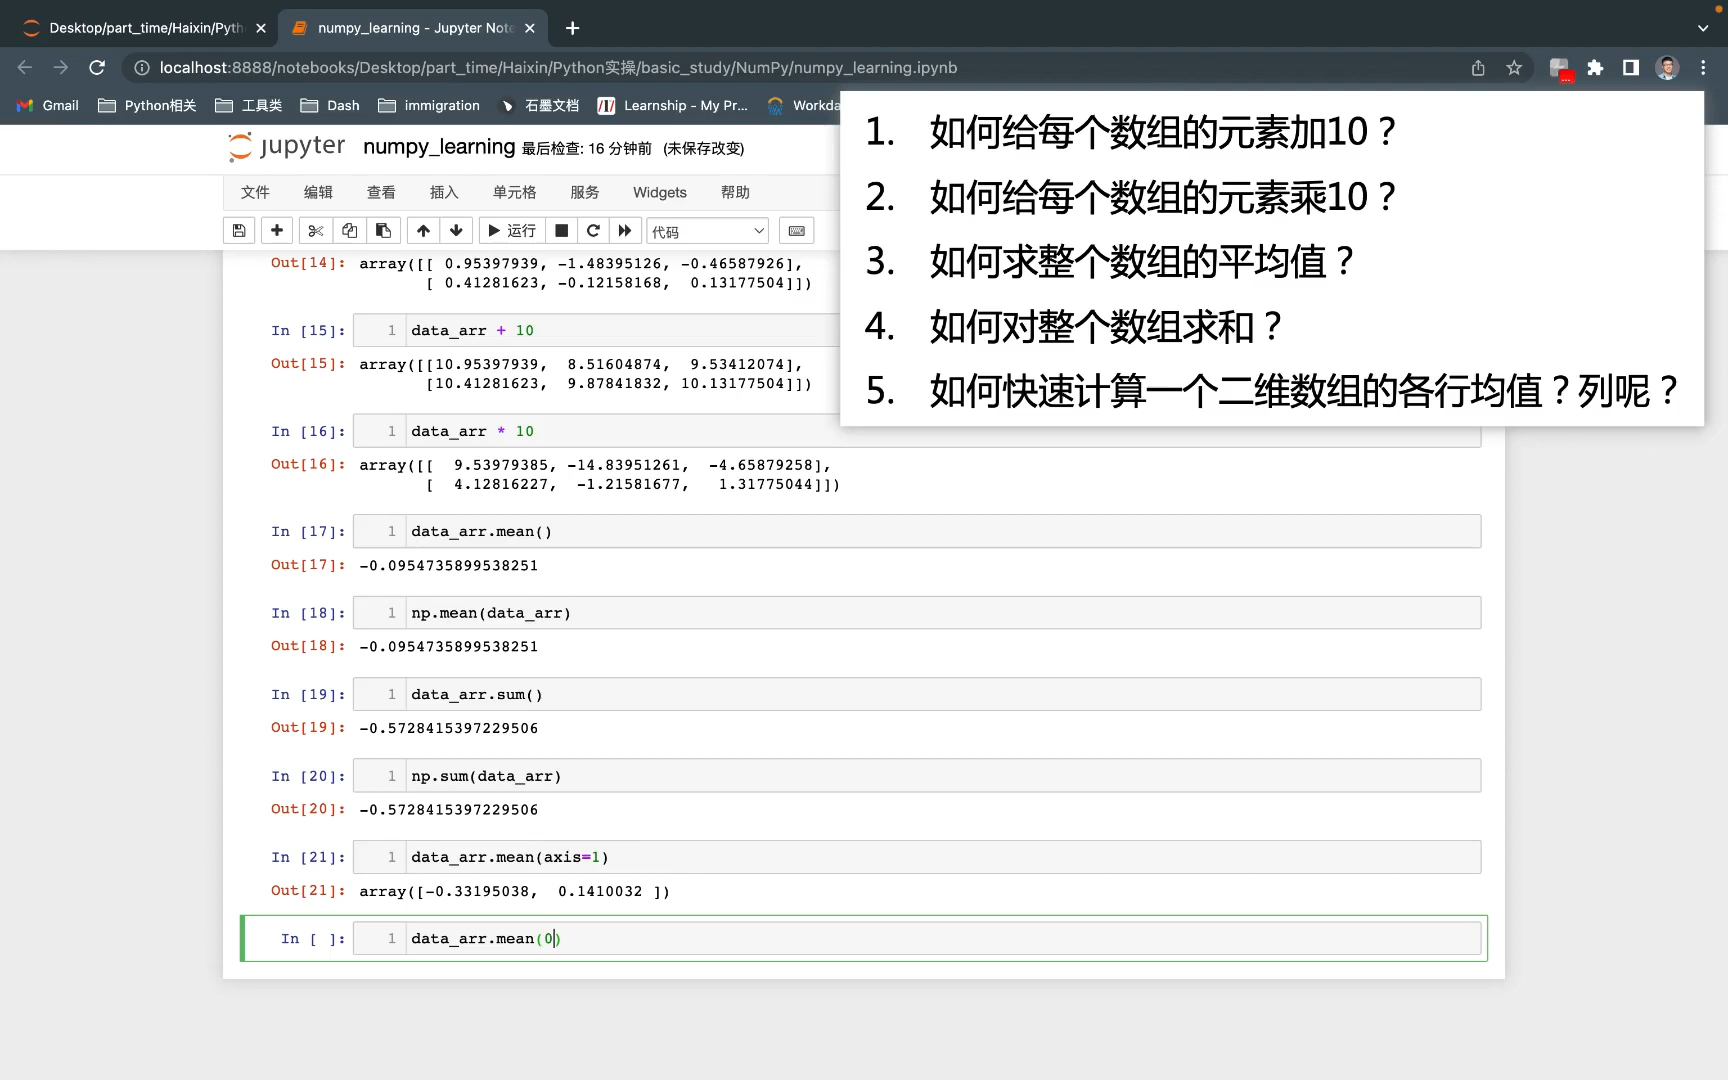 Desktop/part_time/Haixin/Pyth
numpy_learning - Jupyter Note
localhost:8888/notebooks/Desktop/part_time/Haixin/Python实操/basic_study/NumPy/numpy_learning.ipynb
Gmail Python相关 工具类 Dash immigration 石墨文档 Learnship - My Pr... Workda
jupyter numpy_learning 最后检查: 16 分钟前 (未保存改变)
文件 编辑 查看 插入 单元格 服务 Widgets 帮助
运行 代码
1. 如何给每个数组的元素加10？
2. 如何给每个数组的元素乘10？
3. 如何求整个数组的平均值？
4. 如何对整个数组求和？
5. 如何快速计算一个二维数组的各行均值？列呢？
Out[14]: array([[ 0.95397939, -1.48395126, -0.46587926],
[ 0.41281623, -0.12158168,  0.13177504]])
In [15]: 1 data_arr + 10
Out[15]: array([[10.95397939,  8.51604874,  9.53412074],
[10.41281623,  9.87841832, 10.13177504]])
In [16]: 1 data_arr * 10
Out[16]: array([[  9.53979385, -14.83951261,  -4.65879258],
[  4.12816227,  -1.21581677,   1.31775044]])
In [17]: 1 data_arr.mean()
Out[17]: -0.0954735899538251
In [18]: 1 np.mean(data_arr)
Out[18]: -0.0954735899538251
In [19]: 1 data_arr.sum()
Out[19]: -0.5728415397229506
In [20]: 1 np.sum(data_arr)
Out[20]: -0.5728415397229506
In [21]: 1 data_arr.mean(axis=1)
Out[21]: array([-0.33195038,  0.1410032 ])
In [ ]: 1 data_arr.mean(0)